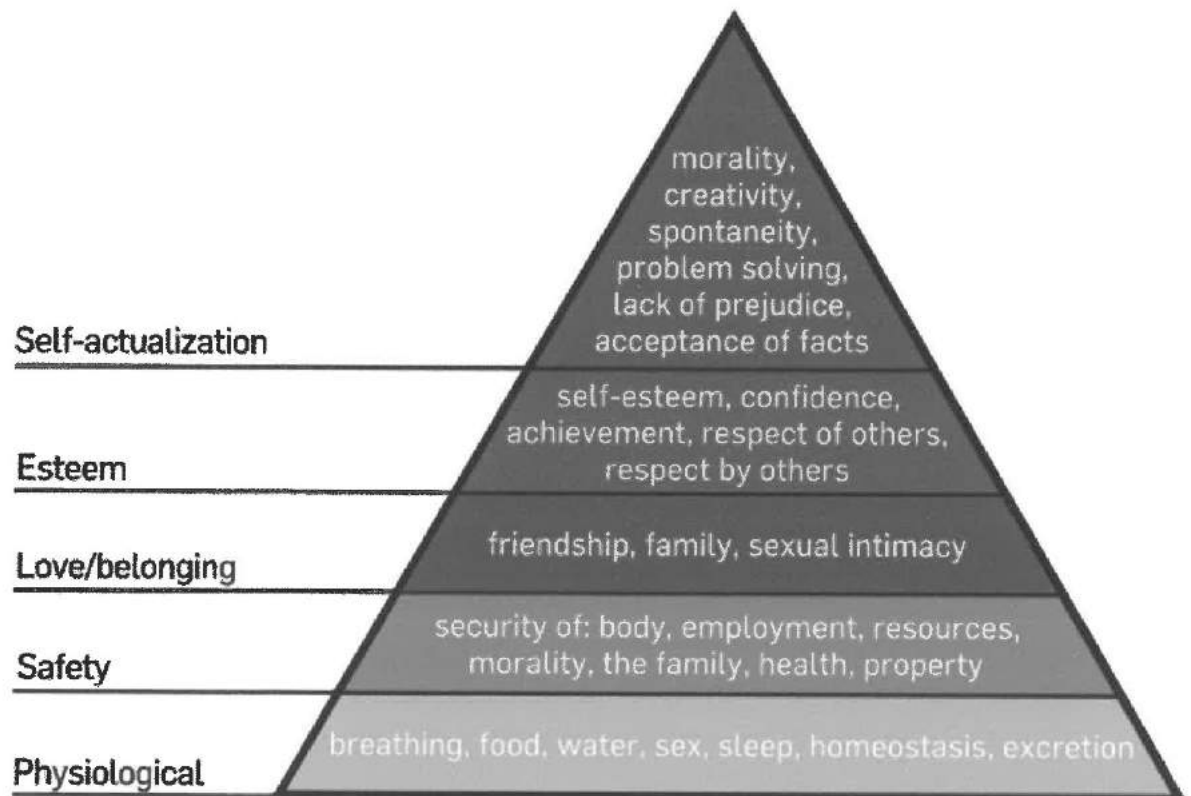 morality,
creativity,
spontaneity,
problem solving,
lack of prejudice,
acceptance of facts
Self-actualization
self-esteem, confidence,
achievement, respect of others,
respect by others
Esteem
friendship, family, sexual intimacy
Love/belonging
security of: body, employment, resources,
morality, the family, health, property
Safety
breathing, food, water, sex, sleep, homeostasis, excretion
Physiological